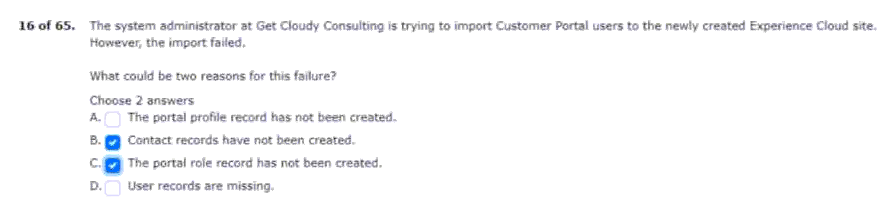 16 of 65. The system administrator at Get Cloudy Consulting is trying to import Customer Portal users to the newly created Experience Cloud site.
However, the import failed.
What could be two reasons for this failure?
Choose 2 answers
A. The portal profile record has not been created.
B. Contact records have not been created.
C. The portal role record has not been created.
D. User records are missing.